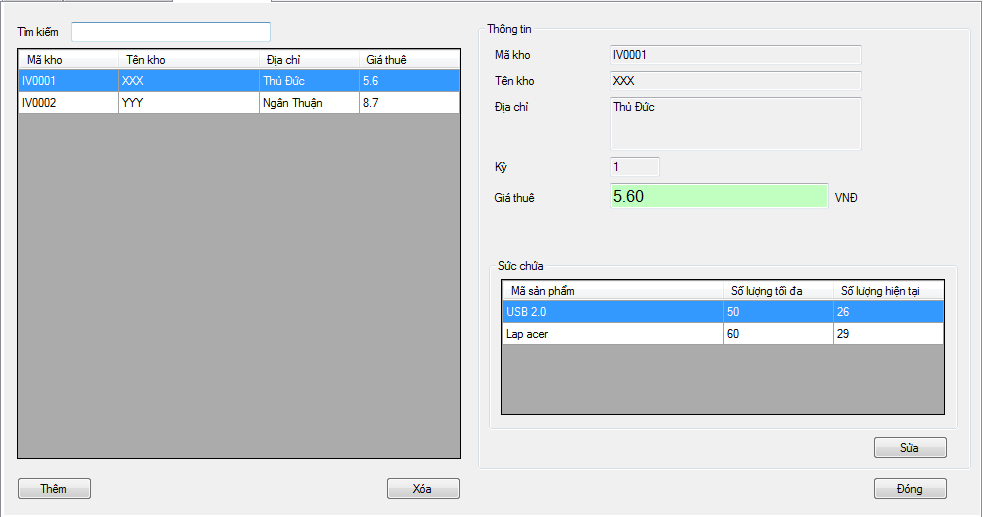 Tìm kiếm
Mã kho Tên kho Địa chỉ Giá thuê
IV0001 XXX Thủ Đức 5.6
IV0002 YYY Ngân Thuận 8.7
Thêm Xóa
Thông tin
Mã kho IV0001
Tên kho XXX
Địa chỉ Thủ Đức
Kỳ 1
Giá thuê 5.60 VNĐ
Sức chứa
Mã sản phẩm Số lượng tối đa Số lượng hiện tại
USB 2.0 50 26
Lap acer 60 29
Sửa
Đóng